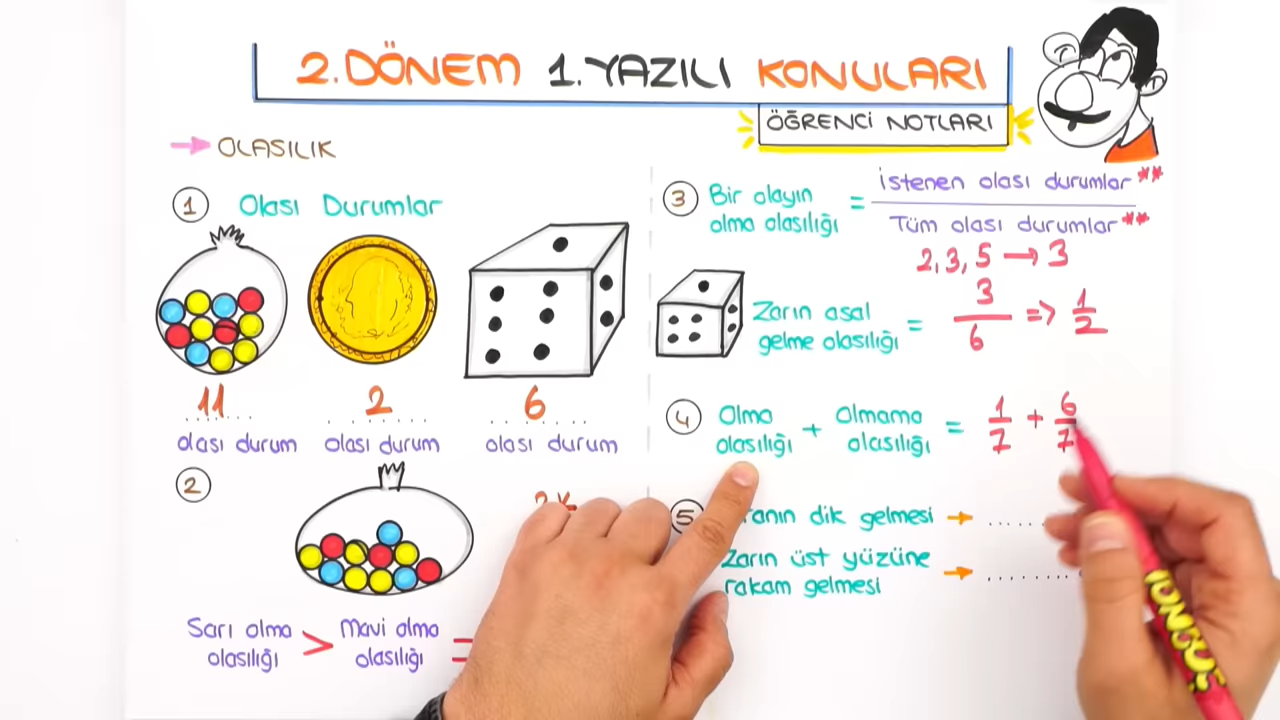 2.DÖNEM 1.YAZILI KONULARI
ÖĞRENCİ NOTLARI
→ OLASILIK
1 Olası Durumlar
11
olası durum
2
olası durum
6
olası durum
2
Sarı olma olasılığı > Mavi olma olasılığı =
3 Bir olayın olma olasılığı = İstenen olası durumlar**
Tüm olası durumlar**
2, 3, 5 → 3
Zarın asal gelme olasılığı = 3/6 => 1/2
4 Olma olasılığı + Olmama olasılığı = 1/7 + 6/7
5 dik gelmesi →
Zarın üst yüzüne rakam gelmesi →